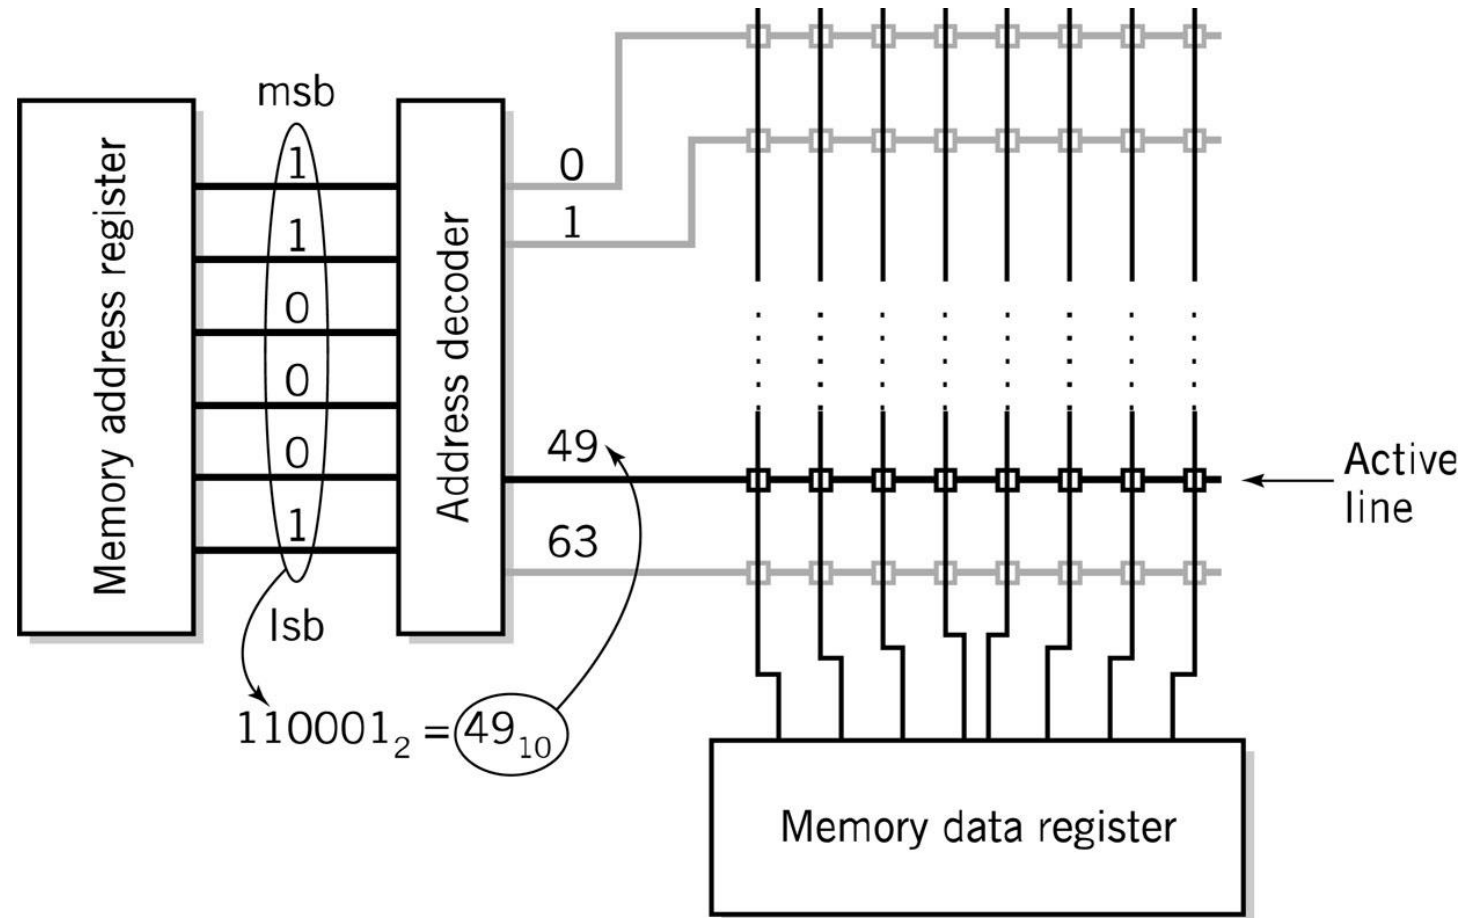 msb
Memory address register
1
1
0
0
0
1
lsb
Address decoder
0
1
49
63
Active
line
110001₂ = 49₁₀
Memory data register